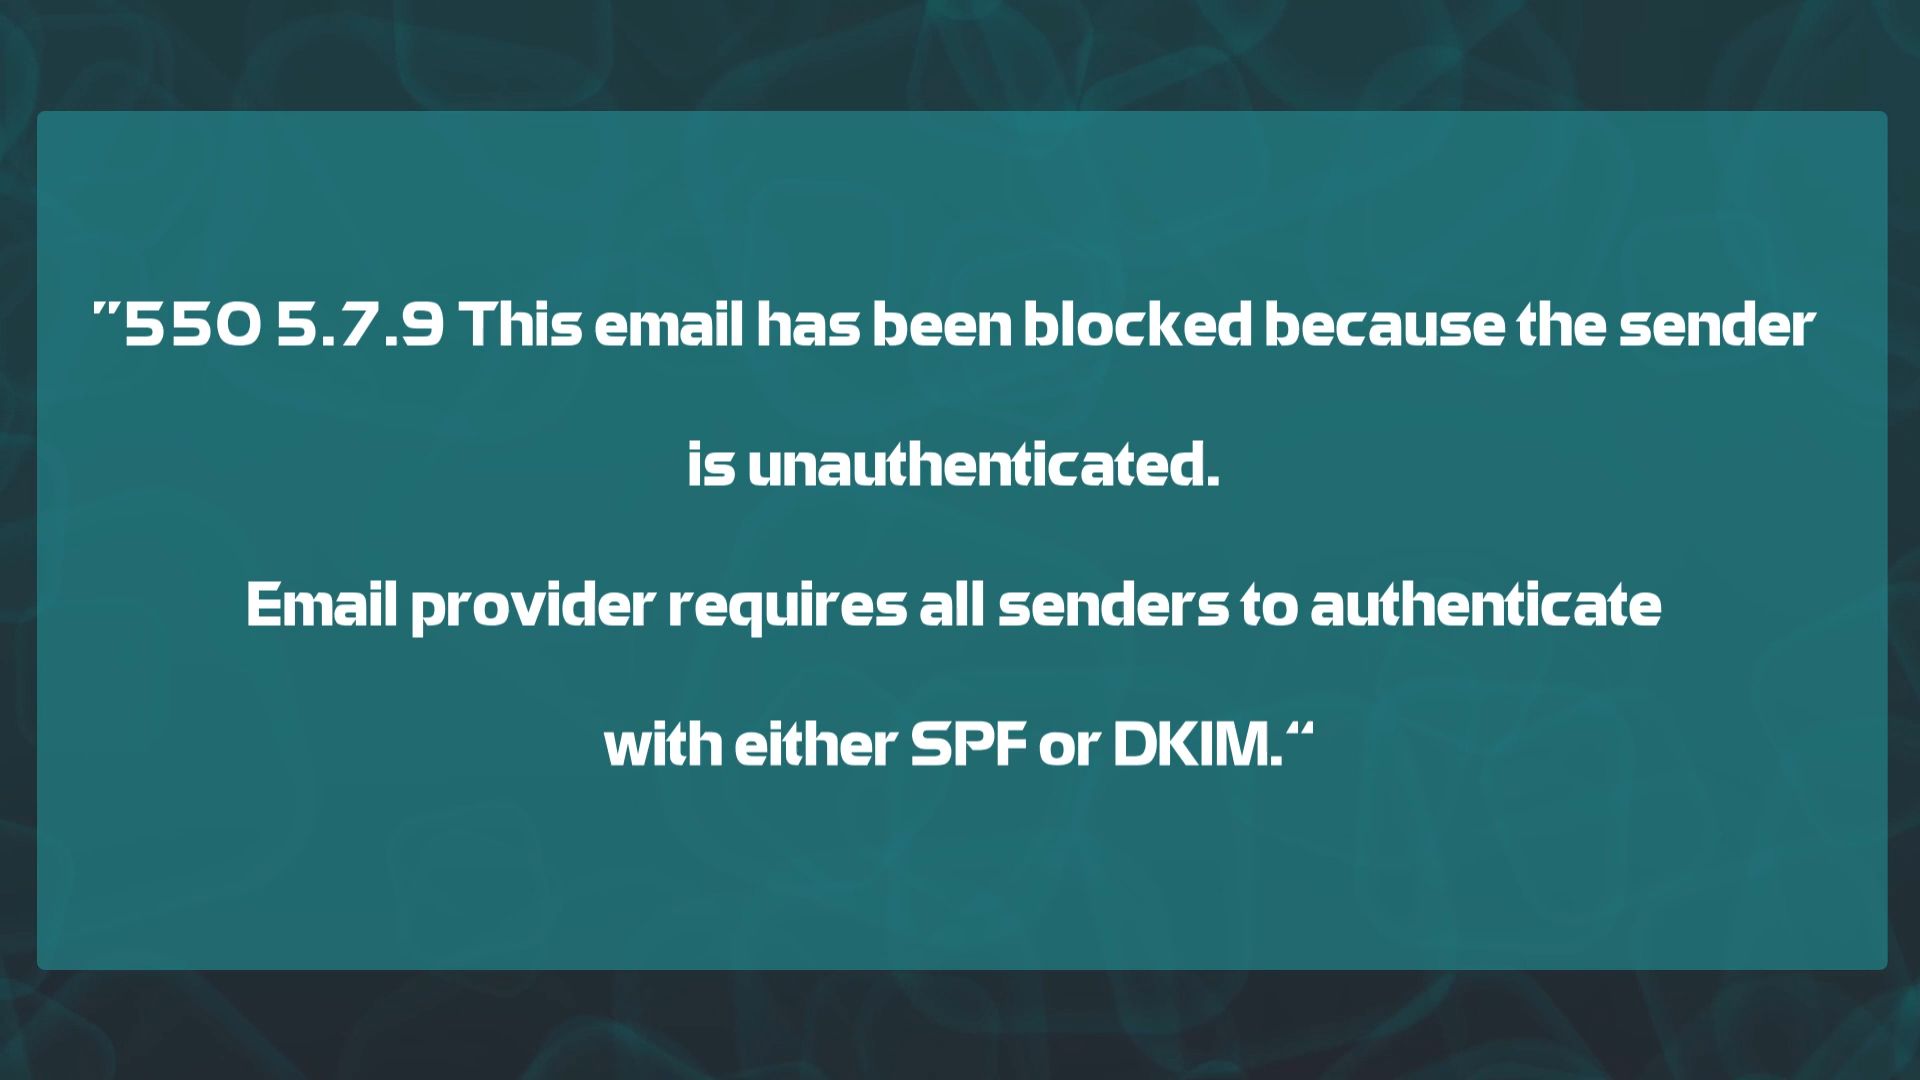 "550 5.7.9 This email has been blocked because the sender
is unauthenticated.
Email provider requires all senders to authenticate
with either SPF or DKIM.“